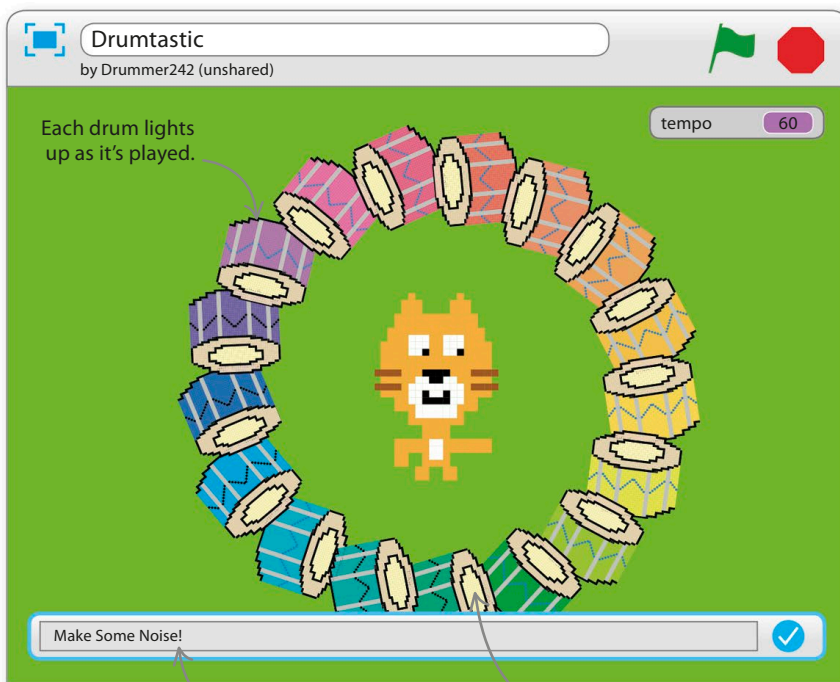 Drumtastic
by Drummer242 (unshared)
Each drum lights
up as it's played.
tempo 60
Make Some Noise!